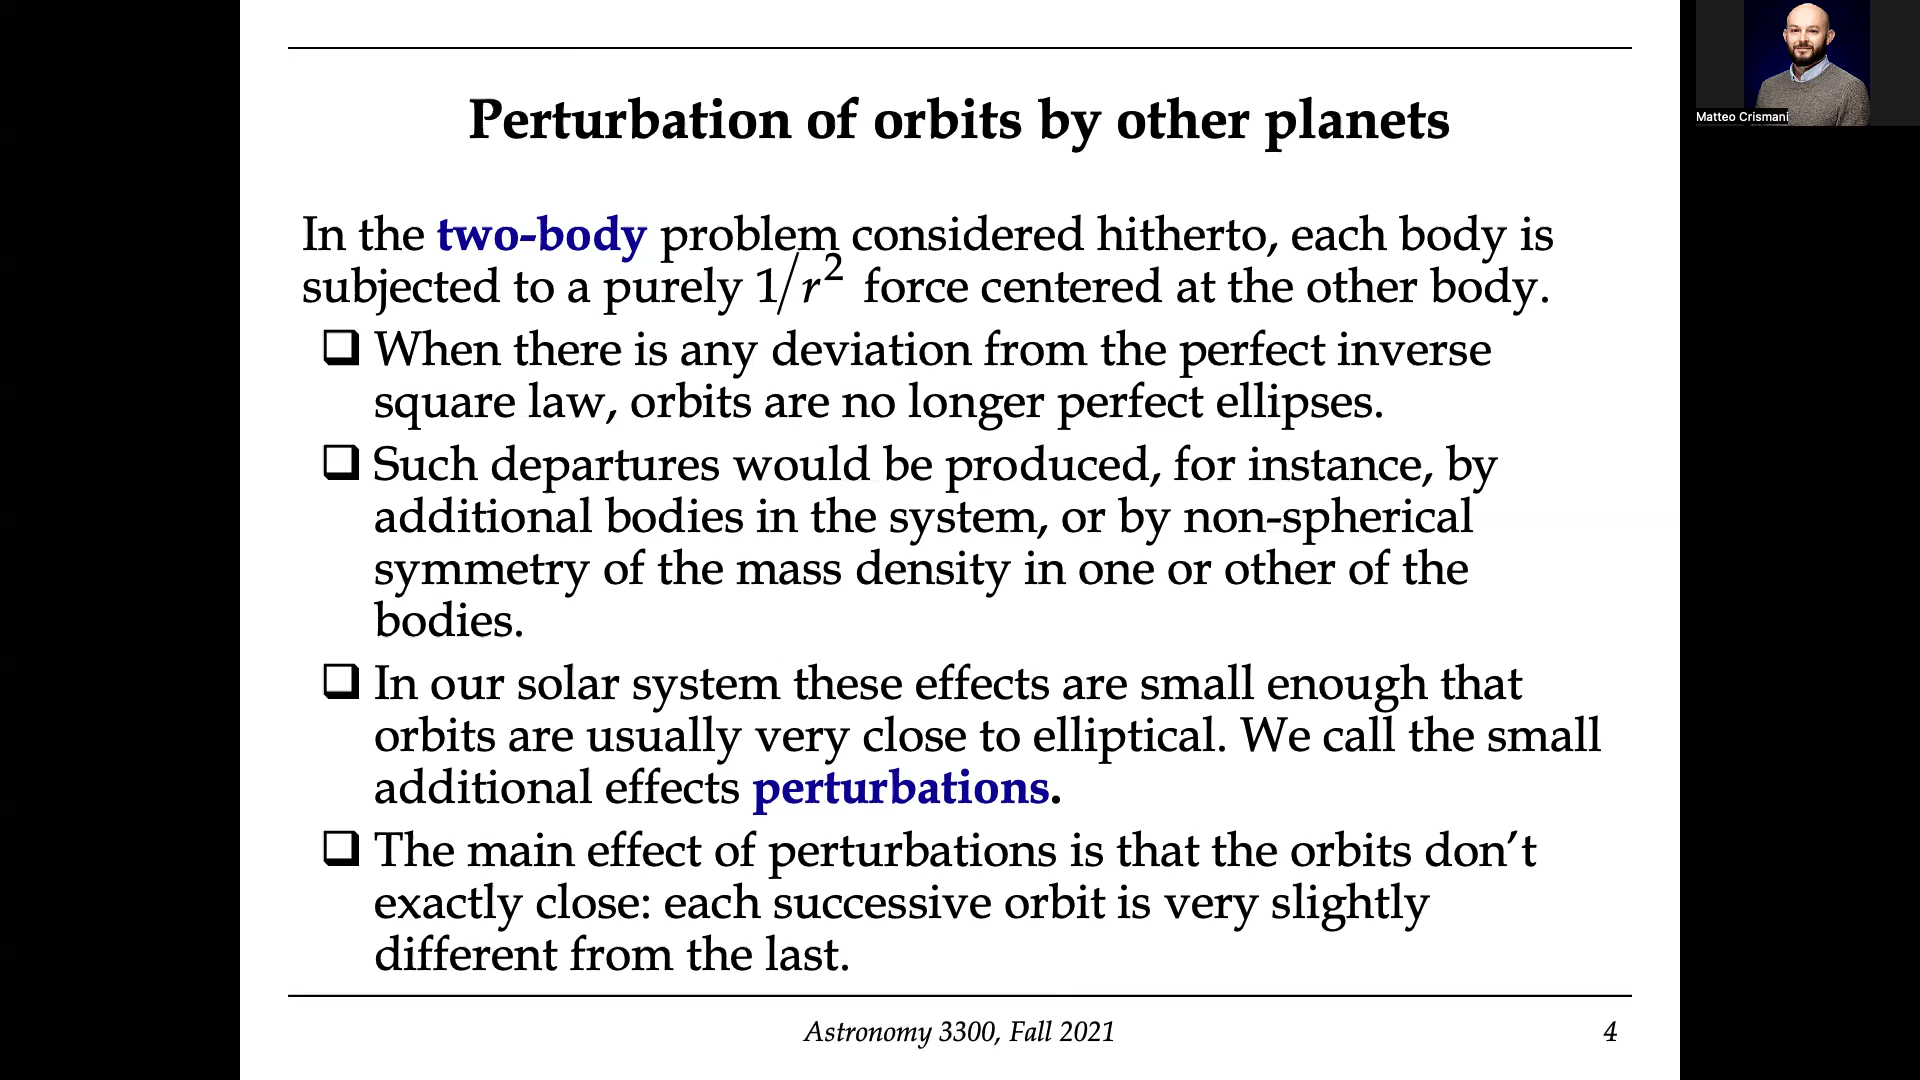 Perturbation of orbits by other planets
Matteo Crismani
In the two-body problem considered hitherto, each body is
subjected to a purely 1/r² force centered at the other body.
❑ When there is any deviation from the perfect inverse
square law, orbits are no longer perfect ellipses.
❑ Such departures would be produced, for instance, by
additional bodies in the system, or by non-spherical
symmetry of the mass density in one or other of the
bodies.
❑ In our solar system these effects are small enough that
orbits are usually very close to elliptical. We call the small
additional effects perturbations.
❑ The main effect of perturbations is that the orbits don’t
exactly close: each successive orbit is very slightly
different from the last.
Astronomy 3300, Fall 2021
4